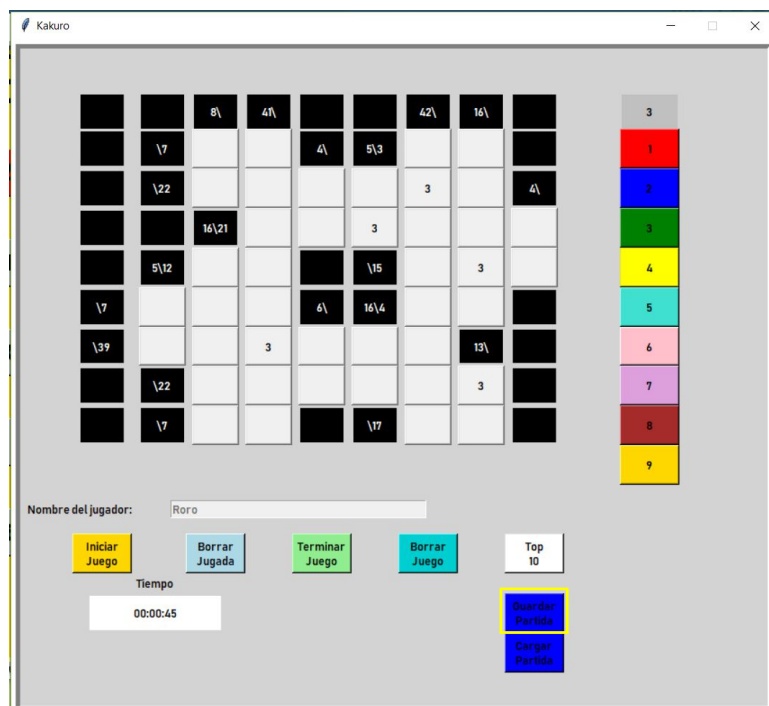 Kakuro
8\ 41\ 42\ 16\ 3
\7 4\ 5\3 1
\22 3 4\ 2
16\21 3 3
5\12 \15 3 4
\7 6\ 16\4 5
\39 3 13\ 6
\22 3 7
\7 \17 8
9
Nombre del jugador: Roro
Iniciar Juego
Borrar Jugada
Terminar Juego
Borrar Juego
Top 10
Tiempo
00:00:45
Guardar Partida
Cargar Partida